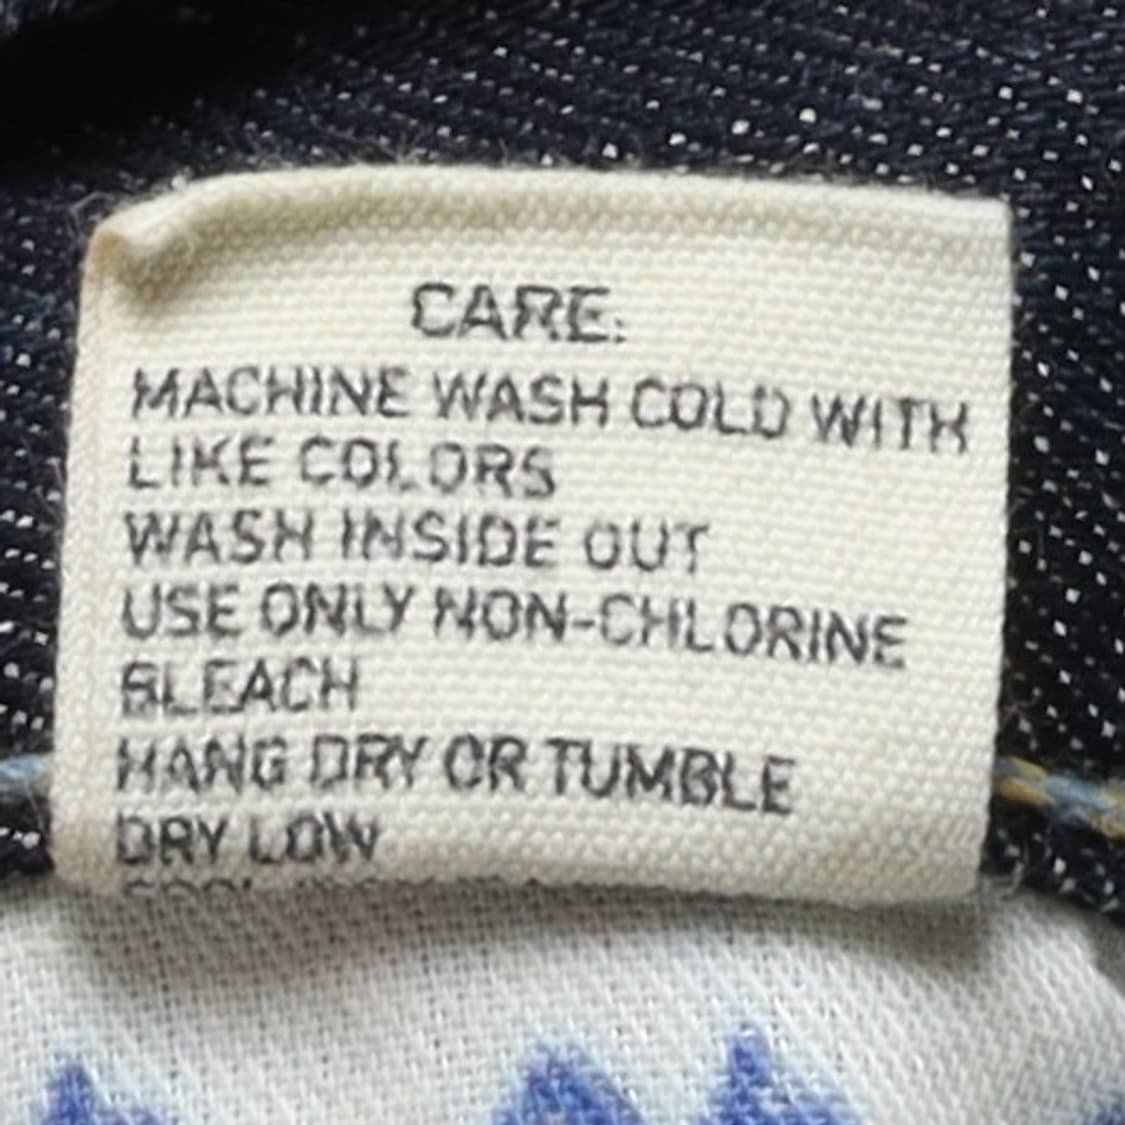 CARE:
MACHINE WASH COLD WITH
LIKE COLORS
WASH INSIDE OUT
USE ONLY NON-CHLORINE
BLEACH
HANG DRY OR TUMBLE
DRY LOW